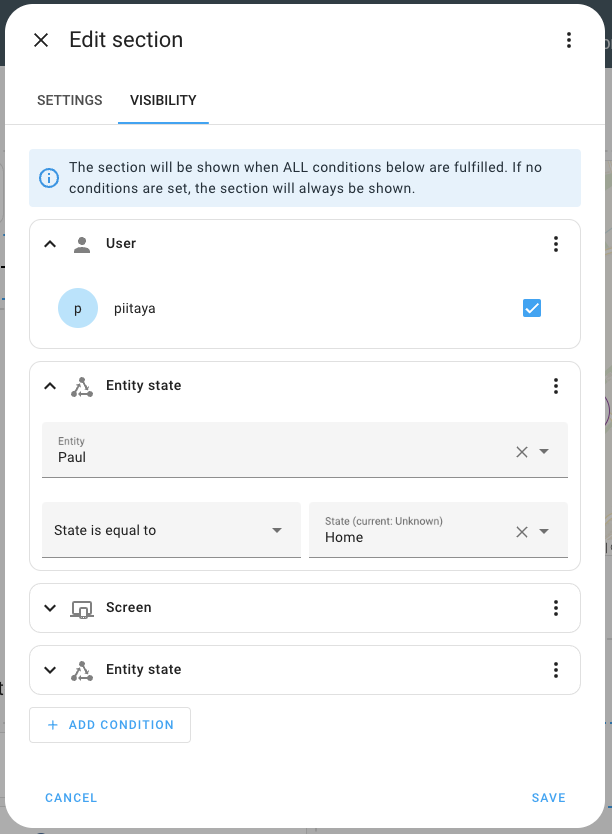 Edit section
SETTINGS
VISIBILITY
The section will be shown when ALL conditions below are fulfilled. If no
conditions are set, the section will always be shown.
User
p
piitaya
Entity state
Entity
Paul
State is equal to
State (current: Unknown)
Home
Screen
Entity state
+ ADD CONDITION
CANCEL
SAVE